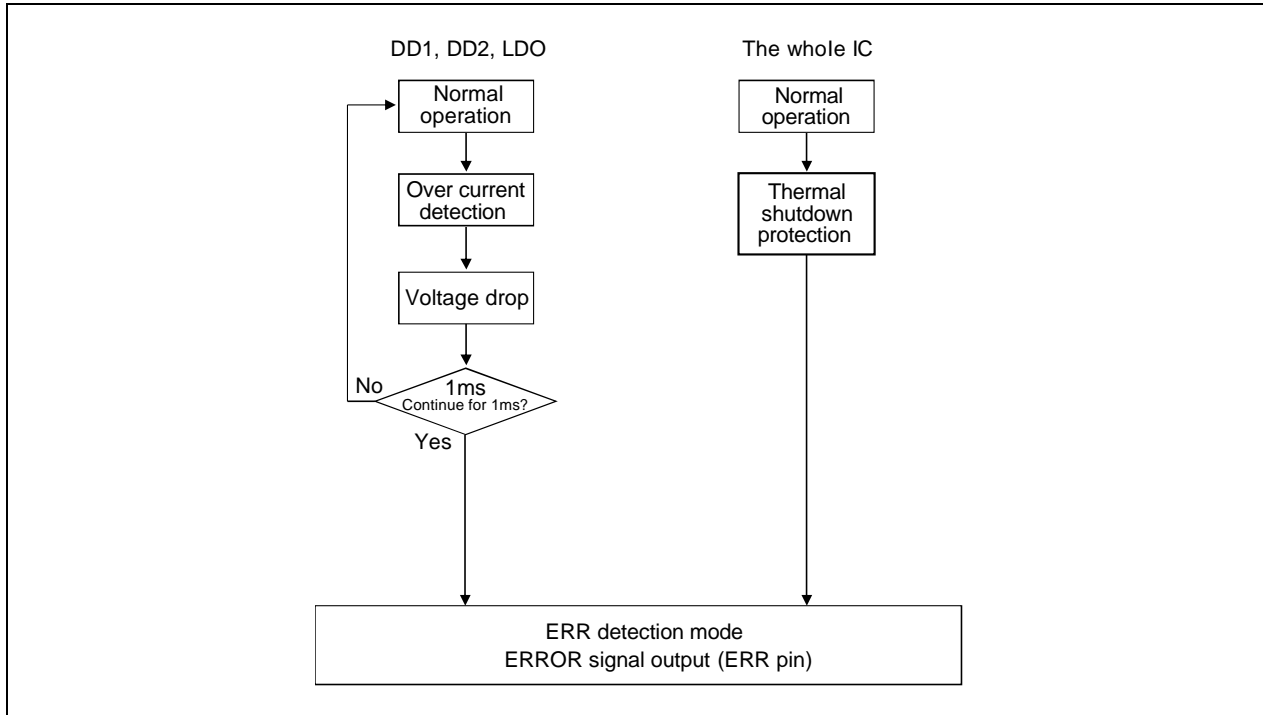 DD1, DD2, LDO
Normal
operation
Over current
detection
Voltage drop
No
1ms
Continue for 1ms?
Yes
The whole IC
Normal
operation
Thermal
shutdown
protection
ERR detection mode
ERROR signal output (ERR pin)